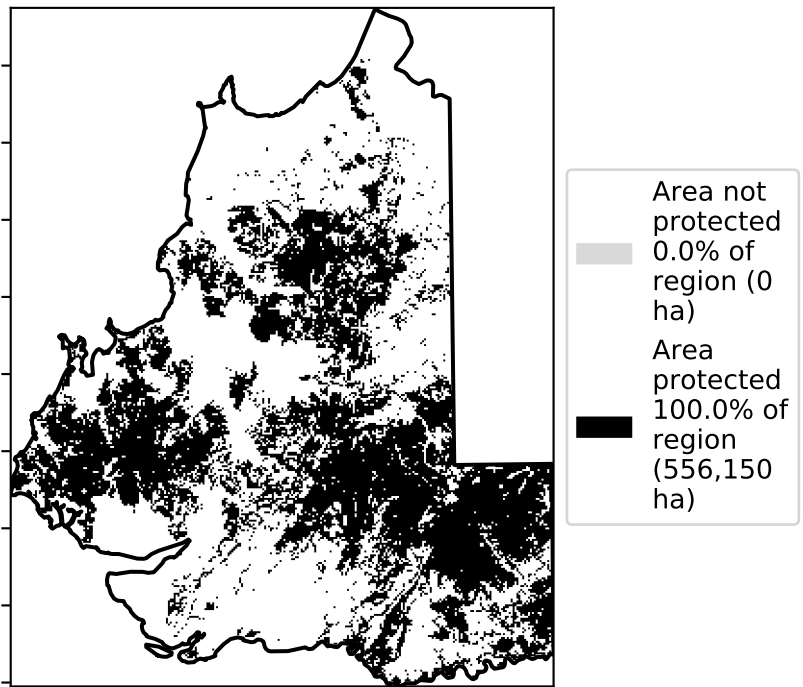 Area not
protected
0.0% of
region (0
ha)
Area
protected
100.0% of
region
(556,150
ha)